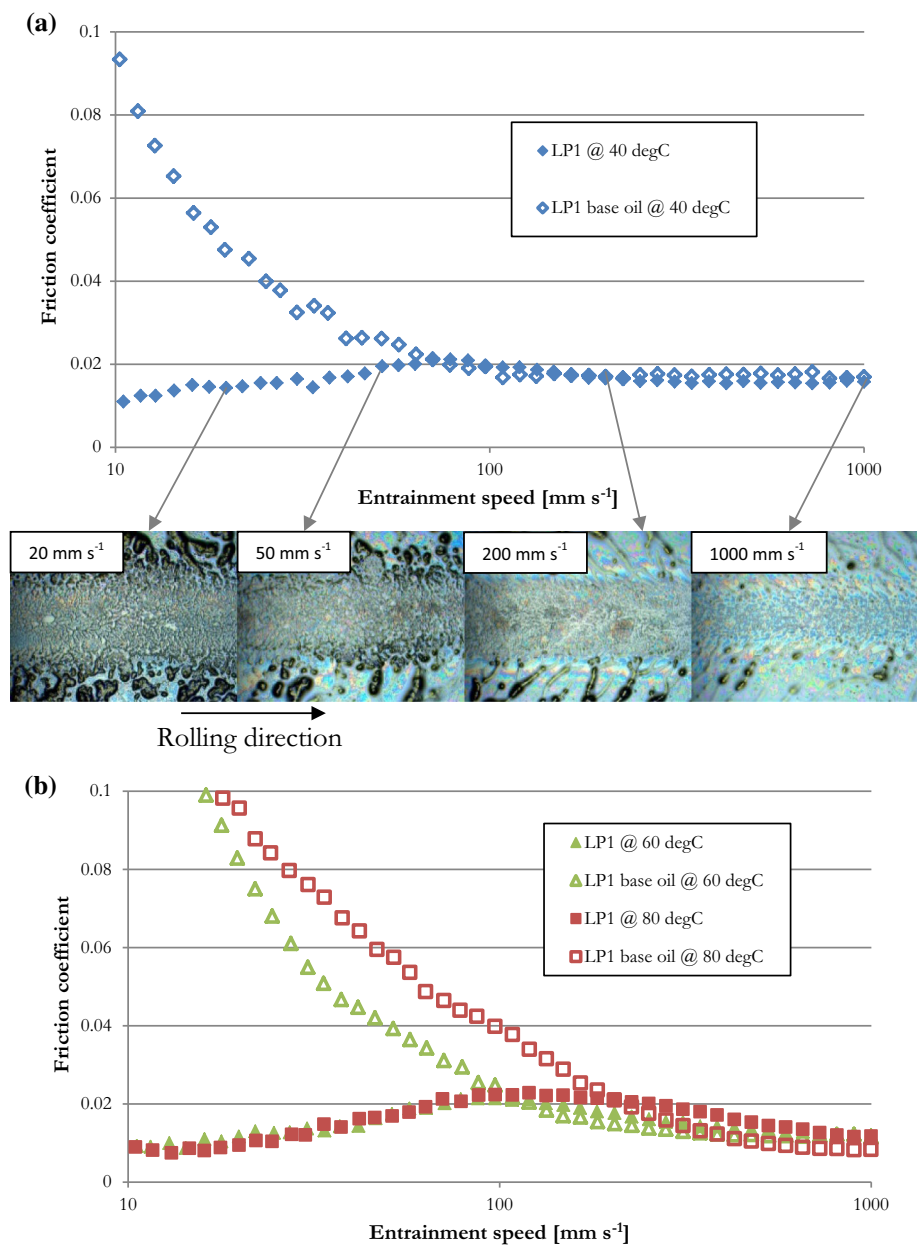 (a)
0.1
0.08
0.06
0.04
0.02
0
Friction coefficient
LP1 @ 40 degC
LP1 base oil @ 40 degC
10
100
1000
Entrainment speed [mm s⁻¹]
20 mm s⁻¹
50 mm s⁻¹
200 mm s⁻¹
1000 mm s⁻¹
Rolling direction
(b)
0.1
0.08
0.06
0.04
0.02
0
Friction coefficient
LP1 @ 60 degC
LP1 base oil @ 60 degC
LP1 @ 80 degC
LP1 base oil @ 80 degC
10
100
1000
Entrainment speed [mm s⁻¹]